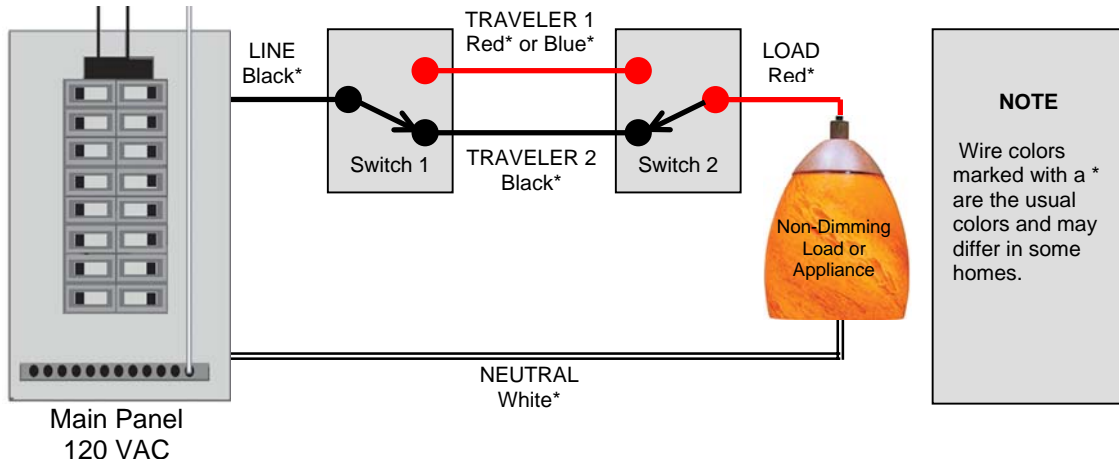 TRAVELER 1
Red* or Blue*
LINE
Black*
LOAD
Red*
Switch 1
TRAVELER 2
Black*
Switch 2
Non-Dimming
Load or
Appliance
NEUTRAL
White*
Main Panel
120 VAC
NOTE
Wire colors
marked with a *
are the usual
colors and may
differ in some
homes.